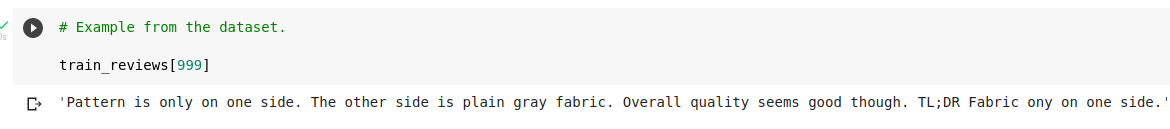 # Example from the dataset.
0s
train_reviews[999]
'Pattern is only on one side. The other side is plain gray fabric. Overall quality seems good though. TL;DR Fabric ony on one side.'